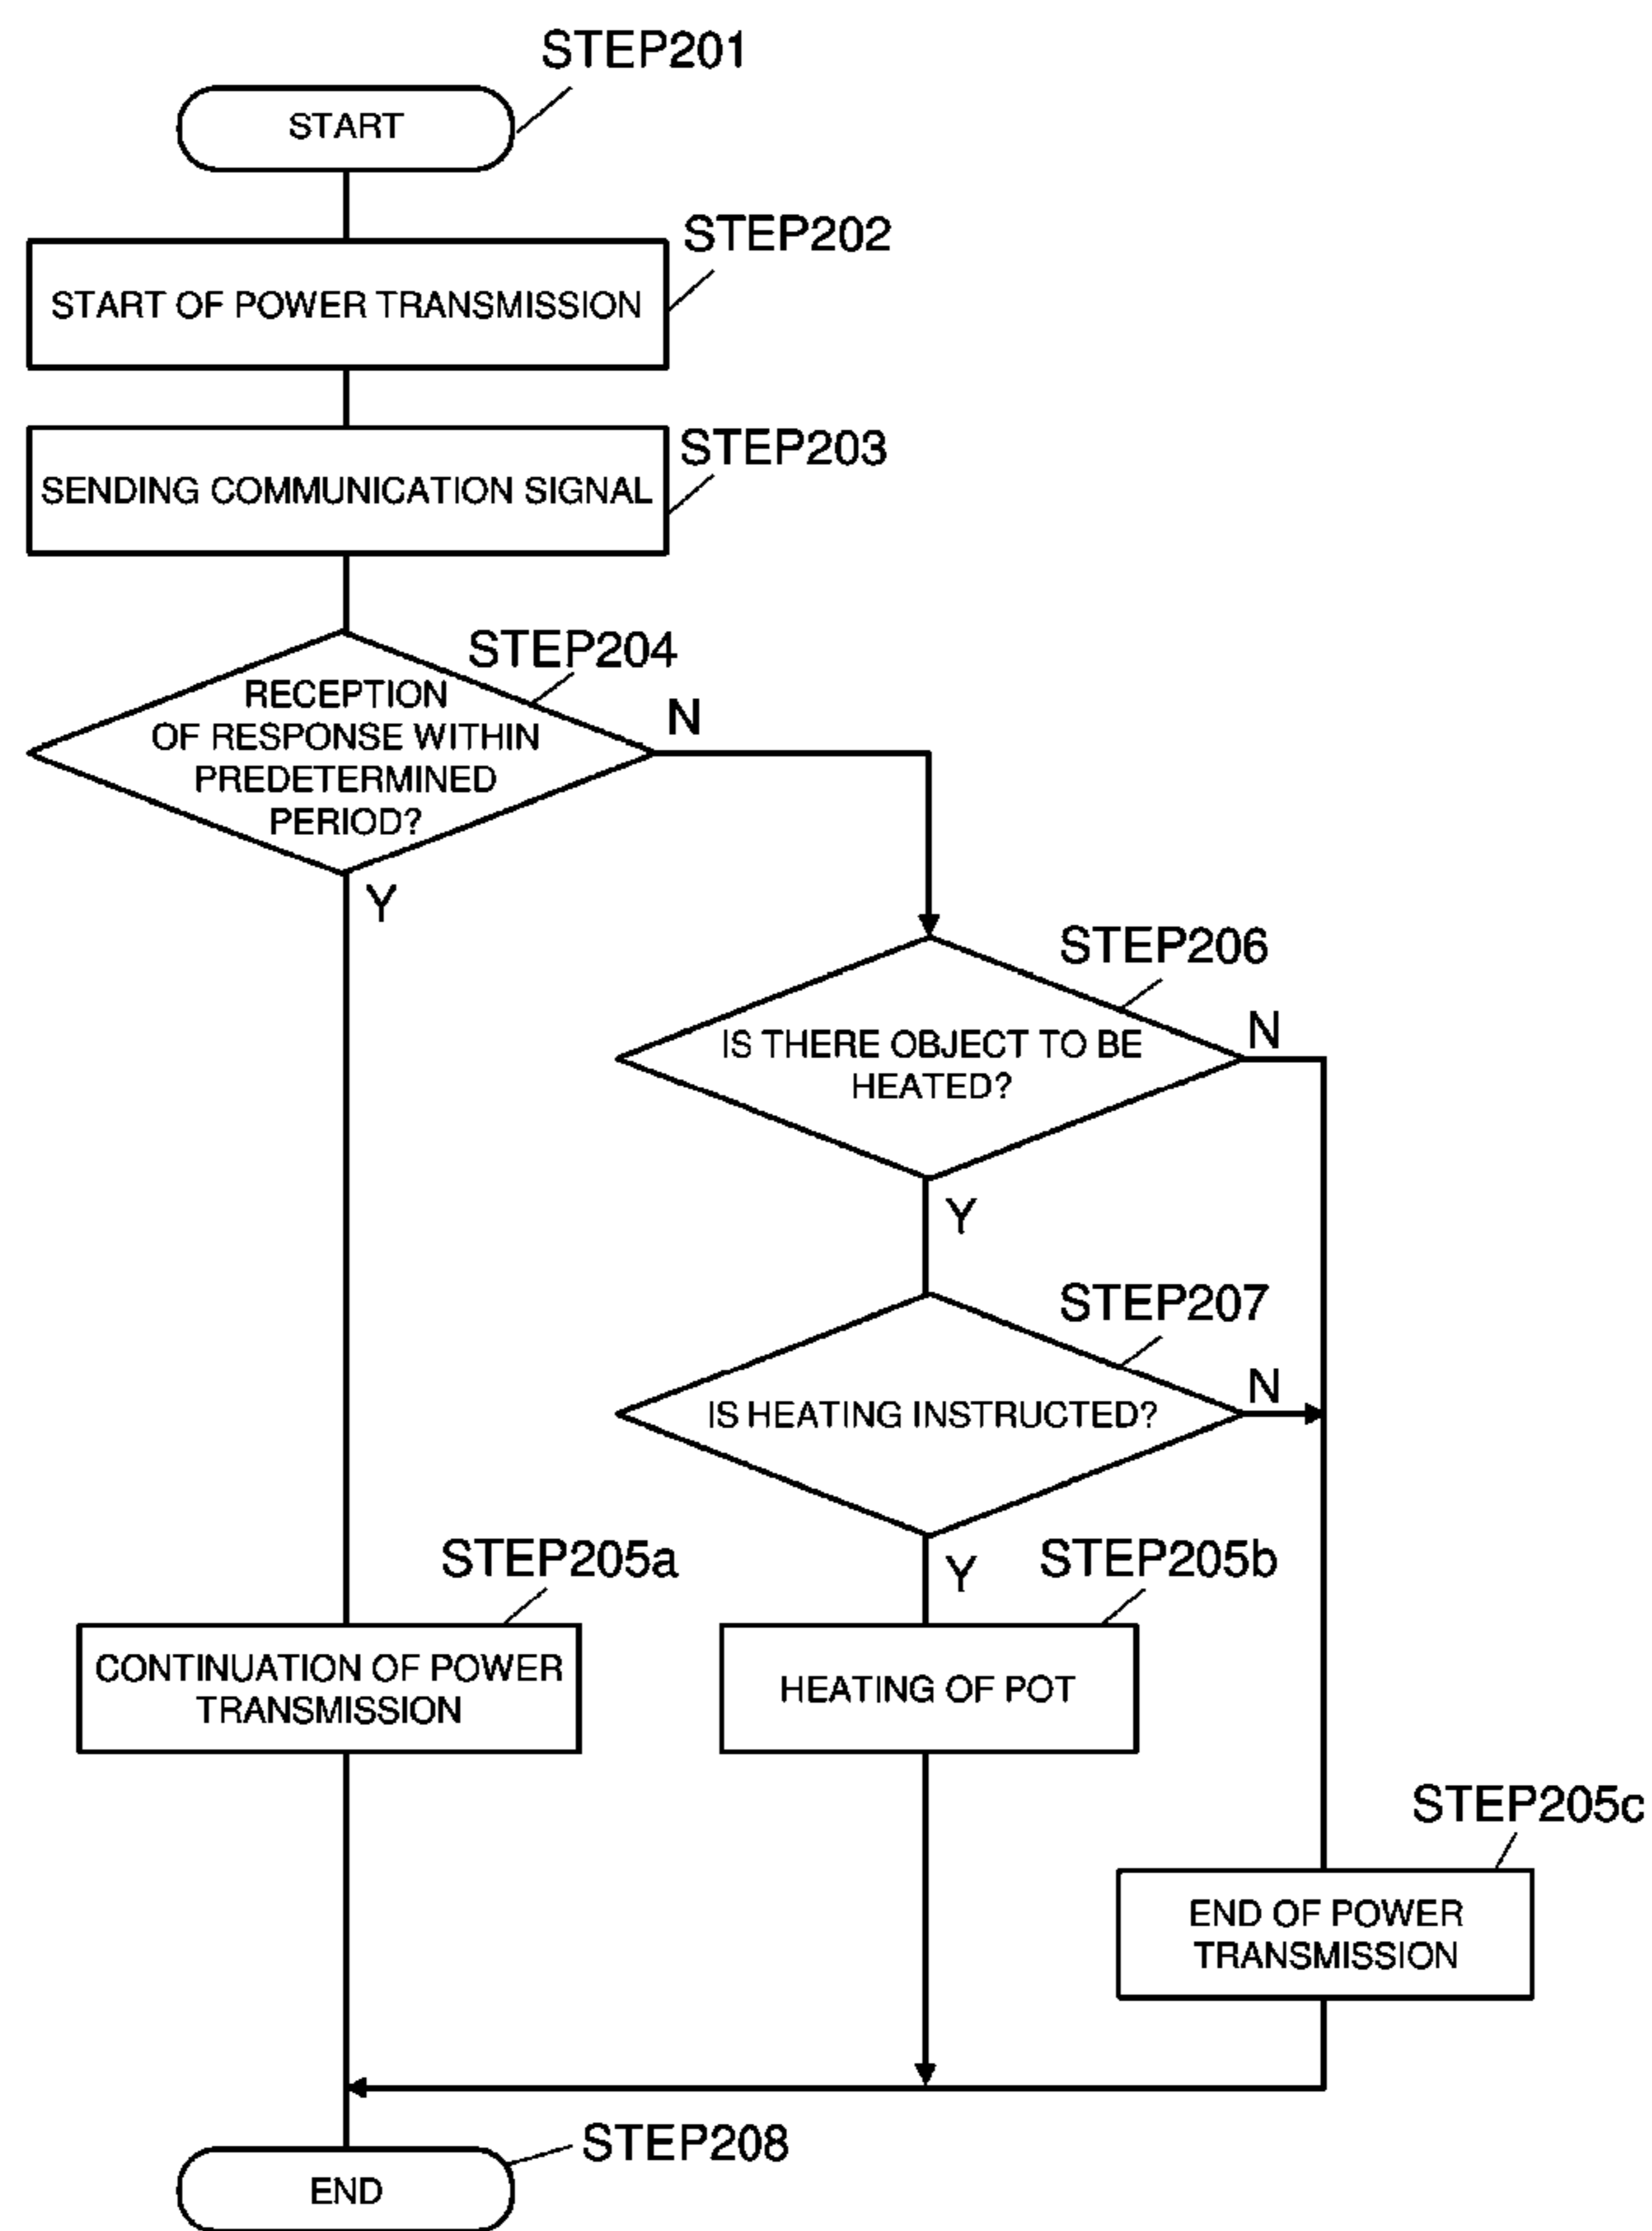 STEP201
START
STEP202
START OF POWER TRANSMISSION
STEP203
SENDING COMMUNICATION SIGNAL
STEP204
RECEPTION
OF RESPONSE WITHIN
PREDETERMINED
PERIOD?
N
Y
STEP206
IS THERE OBJECT TO BE
HEATED?
N
Y
STEP207
IS HEATING INSTRUCTED?
N
Y
STEP205a
CONTINUATION OF POWER
TRANSMISSION
STEP205b
HEATING OF POT
STEP205c
END OF POWER
TRANSMISSION
STEP208
END